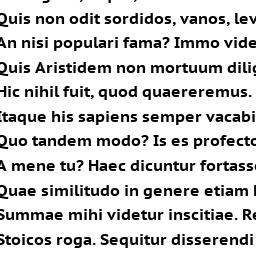 Quis non odit sordidos, vanos, lev
An nisi populari fama? Immo vide
Quis Aristidem non mortuum dilig
Hic nihil fuit, quod quaereremus.
Itaque his sapiens semper vacabi
Quo tandem modo? Is es profecto
A mene tu? Haec dicuntur fortasse
Quae similitudo in genere etiam
Summae mihi videtur inscitiae. Re
Stoicos roga. Sequitur disserendi